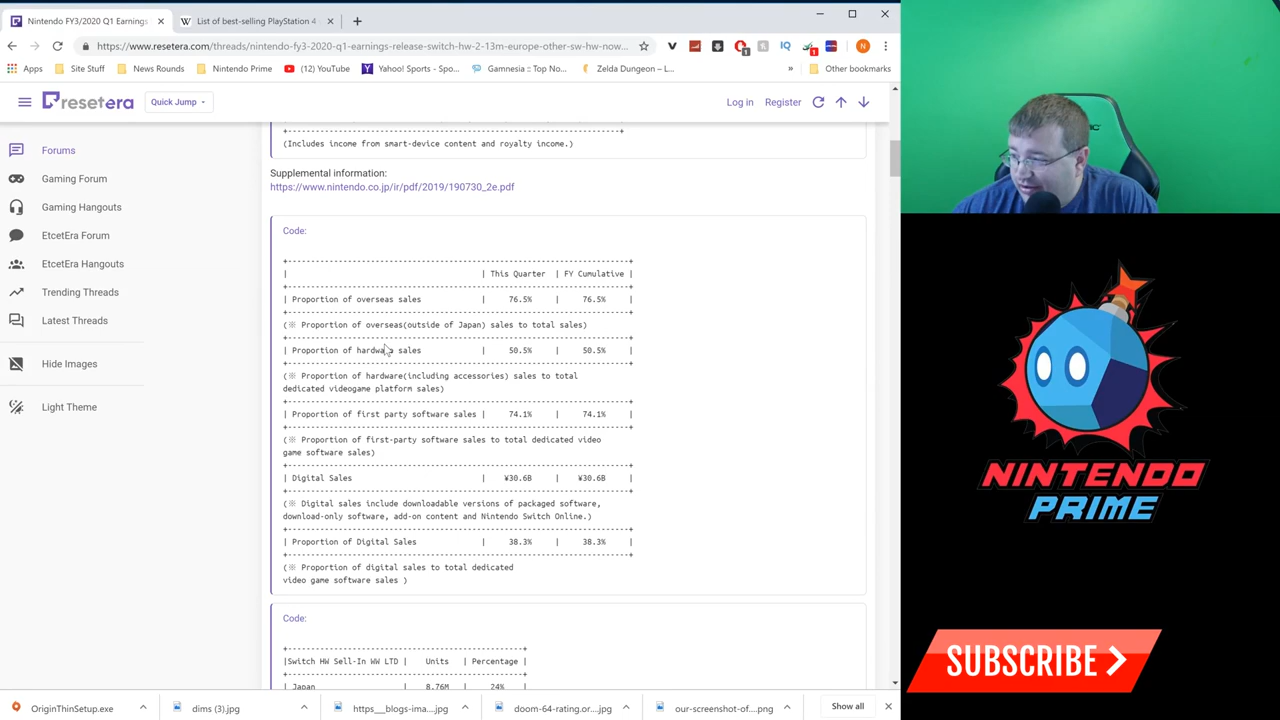 Nintendo FY3/2020 Q1 Earnings
List of best-selling PlayStation 4
https://www.resetera.com/threads/nintendo-fy3-2020-q1-earnings-release-switch-hw-2-13m-europe-other-sw-hw-now...
Apps
Site Stuff
News Rounds
Nintendo Prime
(12) YouTube
Yahoo! Sports - Spo...
Gamnesia :: Top No...
Zelda Dungeon – L...
»
Other bookmarks
resetera
Quick Jump
Log in
Register
Forums
Gaming Forum
Gaming Hangouts
EtcetEra Forum
EtcetEra Hangouts
Trending Threads
Latest Threads
Hide Images
Light Theme
(Includes income from smart-device content and royalty income.)
Supplemental information:
https://www.nintendo.co.jp/ir/pdf/2019/190730_2e.pdf
Code:
| | This Quarter | FY Cumulative |
| Proportion of overseas sales | 76.5% | 76.5% |
(※ Proportion of overseas(outside of Japan) sales to total sales)
| Proportion of hardware sales | 50.5% | 50.5% |
(※ Proportion of hardware(including accessories) sales to total
dedicated videogame platform sales)
| Proportion of first party software sales | 74.1% | 74.1% |
(※ Proportion of first-party software sales to total dedicated video
game software sales)
| Digital Sales | ¥30.6B | ¥30.6B |
(※ Digital sales include downloadable versions of packaged software,
download-only software, add-on content and Nintendo Switch Online.)
| Proportion of Digital Sales | 38.3% | 38.3% |
(※ Proportion of digital sales to total dedicated
video game software sales )
Code:
|Switch HW Sell-In WW LTD | Units | Percentage |
| Japan | 8.76M | 24%
NINTENDO
PRIME
SUBSCRIBE
OriginThinSetup.exe
dims (3).jpg
https___blogs-ima....jpg
doom-64-rating.or....jpg
our-screenshot-of....png
Show all